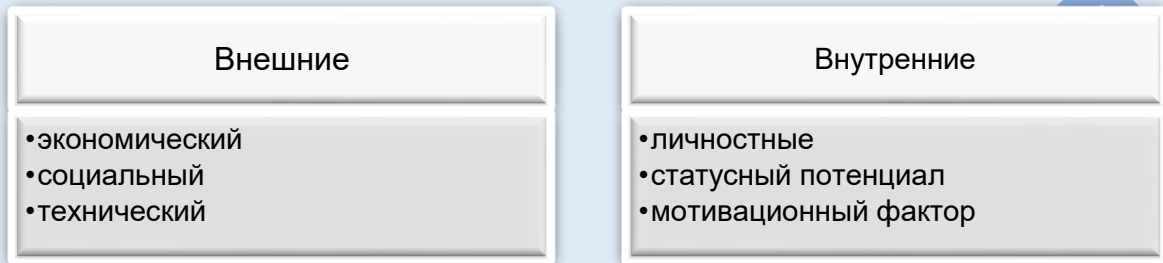 Внешние
•экономический
•социальный
•технический
Внутренние
•личностные
•статусный потенциал
•мотивационный фактор